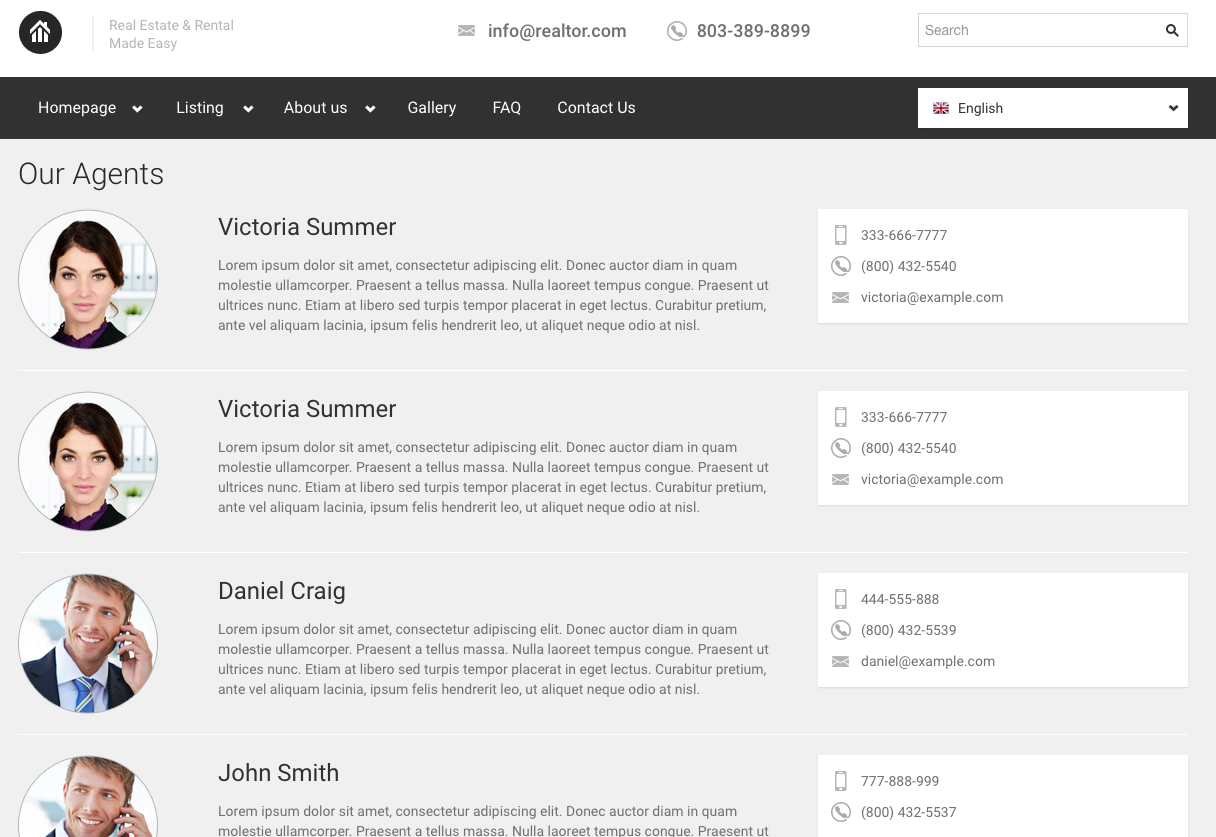 Real Estate & Rental
Made Easy
info@realtor.com
803-389-8899
Search
Homepage
Listing
About us
Gallery
FAQ
Contact Us
English
Our Agents
Victoria Summer
Lorem ipsum dolor sit amet, consectetur adipiscing elit. Donec auctor diam in quam
molestie ullamcorper. Praesent a tellus massa. Nulla laoreet tempus congue. Praesent ut
ultrices nunc. Etiam at libero sed turpis tempor placerat in eget lectus. Curabitur pretium,
ante vel aliquam lacinia, ipsum felis hendrerit leo, ut aliquet neque odio at nisl.
333-666-7777
(800) 432-5540
victoria@example.com
Victoria Summer
Lorem ipsum dolor sit amet, consectetur adipiscing elit. Donec auctor diam in quam
molestie ullamcorper. Praesent a tellus massa. Nulla laoreet tempus congue. Praesent ut
ultrices nunc. Etiam at libero sed turpis tempor placerat in eget lectus. Curabitur pretium,
ante vel aliquam lacinia, ipsum felis hendrerit leo, ut aliquet neque odio at nisl.
333-666-7777
(800) 432-5540
victoria@example.com
Daniel Craig
Lorem ipsum dolor sit amet, consectetur adipiscing elit. Donec auctor diam in quam
molestie ullamcorper. Praesent a tellus massa. Nulla laoreet tempus congue. Praesent ut
ultrices nunc. Etiam at libero sed turpis tempor placerat in eget lectus. Curabitur pretium,
ante vel aliquam lacinia, ipsum felis hendrerit leo, ut aliquet neque odio at nisl.
444-555-888
(800) 432-5539
daniel@example.com
John Smith
Lorem ipsum dolor sit amet, consectetur adipiscing elit. Donec auctor diam in quam
molestie ullamcorper. Praesent a tellus massa. Nulla laoreet tempus congue. Praesent ut
777-888-999
(800) 432-5537